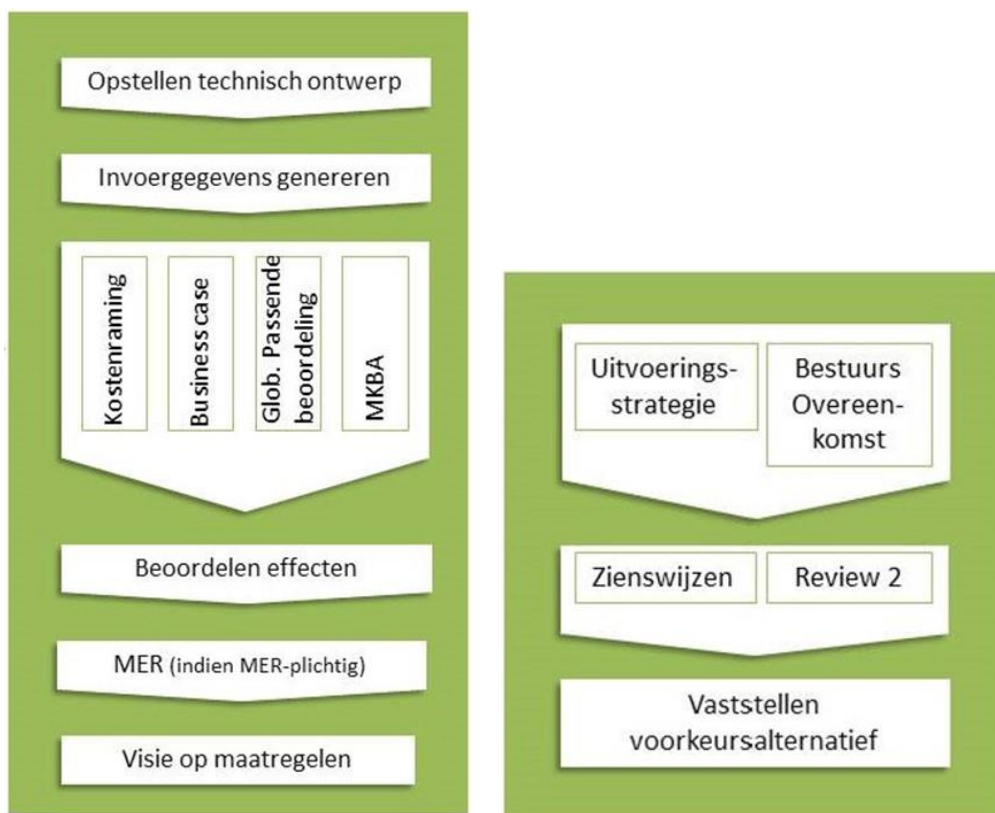 Opstellen technisch ontwerp
Invoergegevens genereren
Kostenraming
Business case
Glob. Passende
beoordeling
MKBA
Beoordelen effecten
MER (indien MER-plichtig)
Visie op maatregelen
Uitvoerings-
strategie
Bestuurs
Overeen-
komst
Zienswijzen
Review 2
Vaststellen
voorkeursalternatief